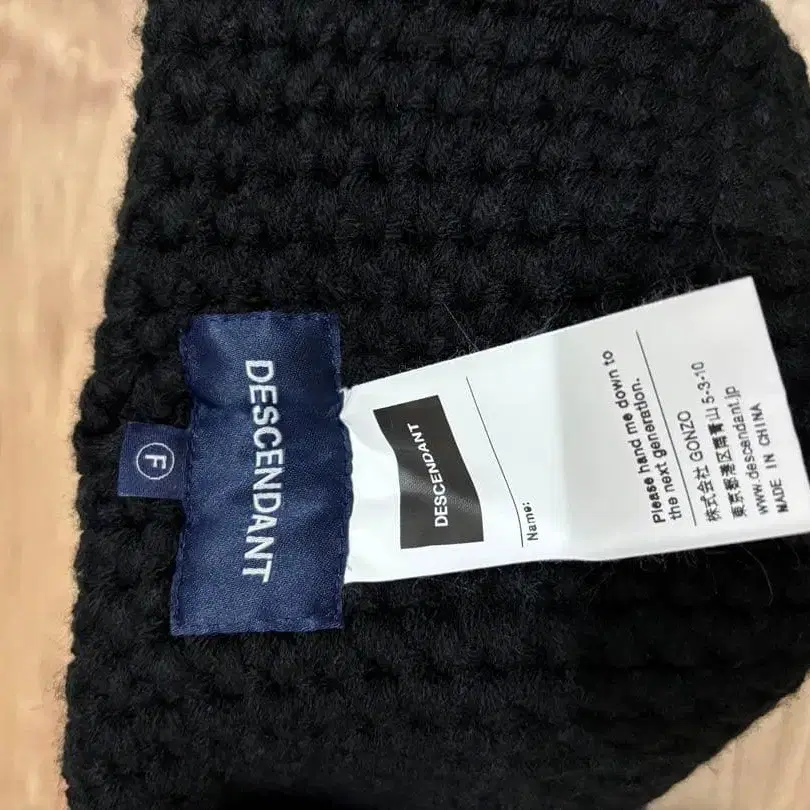 DESCENDANT
F
DESCENDANT
Name:
Please hand me down to
the next generation.
株式会社 GONZO
東京都港区南青山 5-3-10
www.descendant.jp
MADE IN CHINA